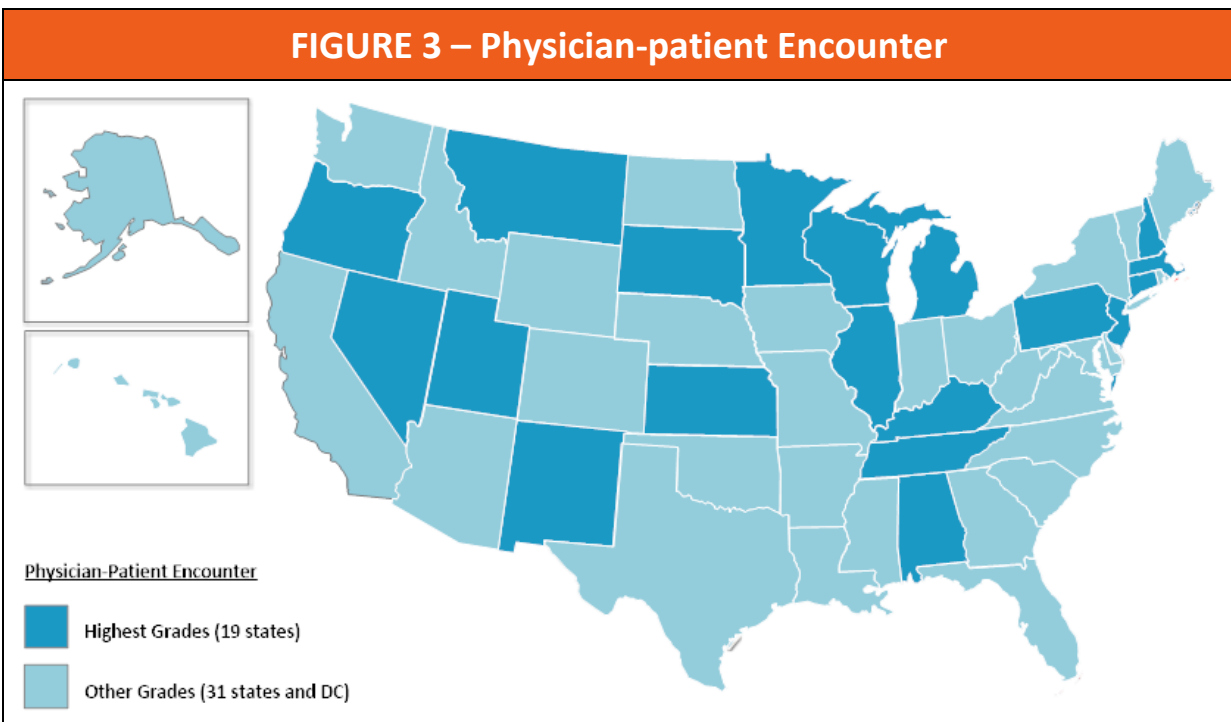 FIGURE 3 – Physician-patient Encounter
Physician-Patient Encounter
Highest Grades (19 states)
Other Grades (31 states and DC)